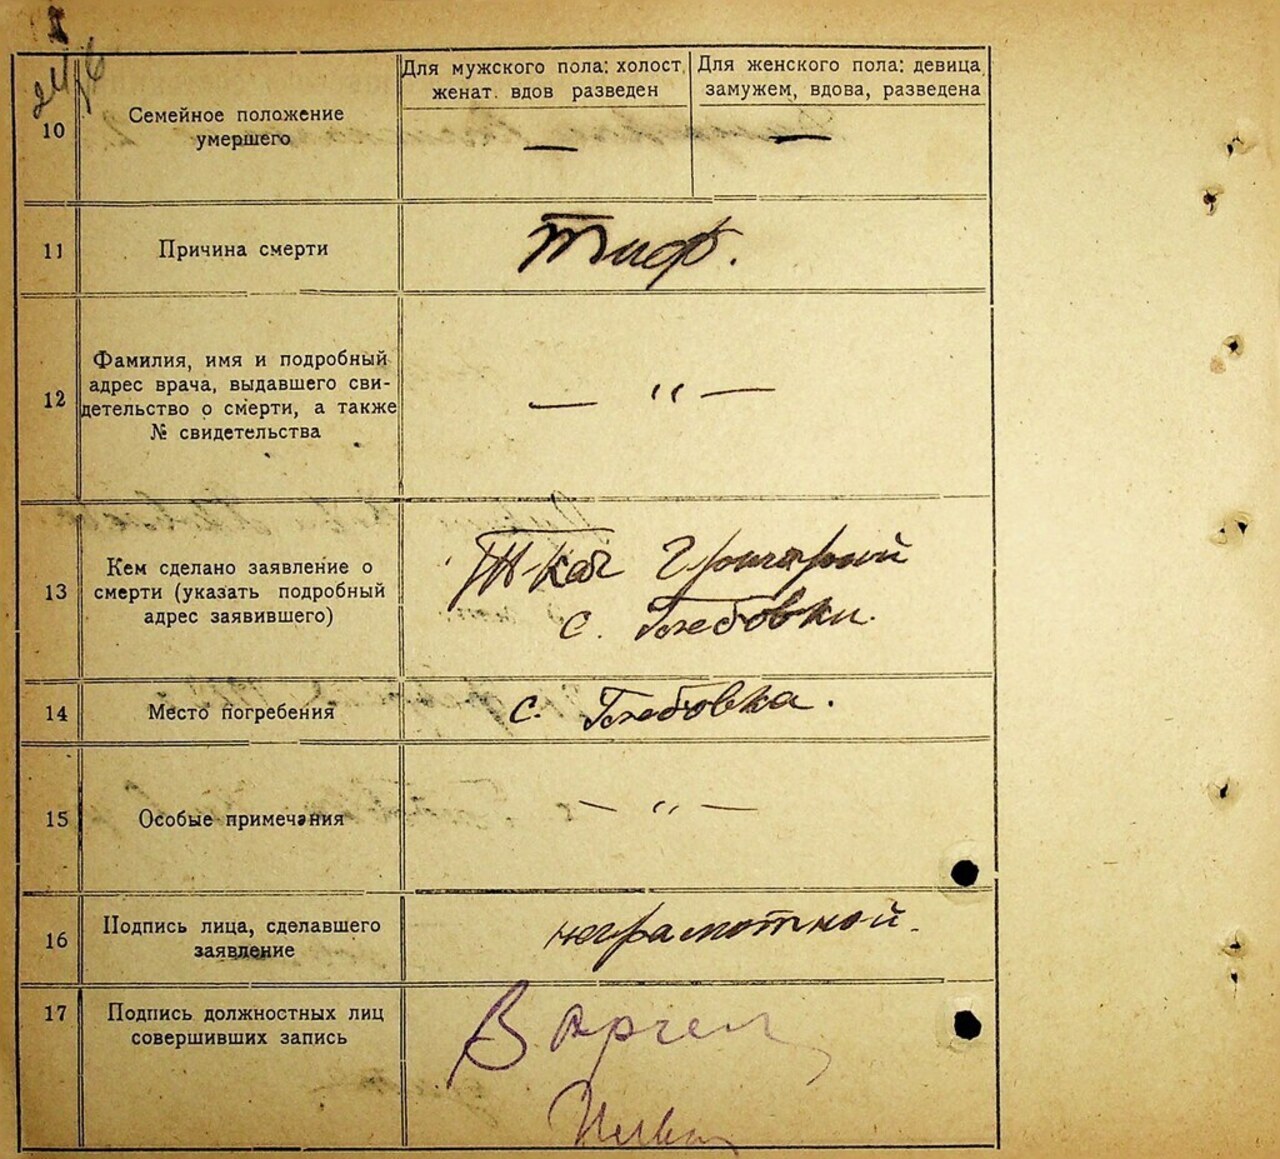 Для мужского пола: холост,
женат. вдов разведен
Для женского пола: девица,
замужем, вдова, разведена
10
Семейное положение
умершего
—
—
11
Причина смерти
Тиф.
12
Фамилия, имя и подробный
адрес врача, выдавшего сви-
детельство о смерти, а также
№ свидетельства
— “ —
13
Кем сделано заявление о
смерти (указать подробный
адрес заявившего)
Ткач Григорий
с. Глебовки.
14
Место погребения
с. Глебовка.
15
Особые примечания
— “ —
16
Подпись лица, сделавшего
заявление
неграмотной.
17
Подпись должностных лиц
совершивших запись